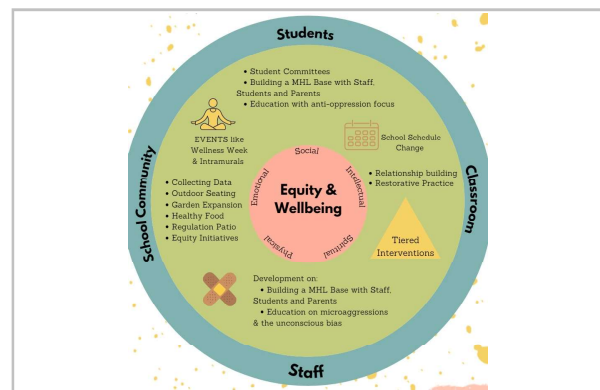 Students
• Student Committees
• Building a MHL Base with Staff,
Students and Parents
• Education with anti-oppression focus
EVENTS like
Wellness Week
& Intramurals
School Schedule
Change
School Community
• Collecting Data
• Outdoor Seating
• Garden Expansion
• Healthy Food
• Regulation Patio
• Equity Initiatives
Social
Emotional
Intellectual
Equity &
Wellbeing
Physical
Spiritual
• Relationship building
• Restorative Practice
Tiered
Interventions
Classroom
Development on:
• Building a MHL Base with Staff,
Students and Parents
• Education on microaggressions
& the unconscious bias
Staff